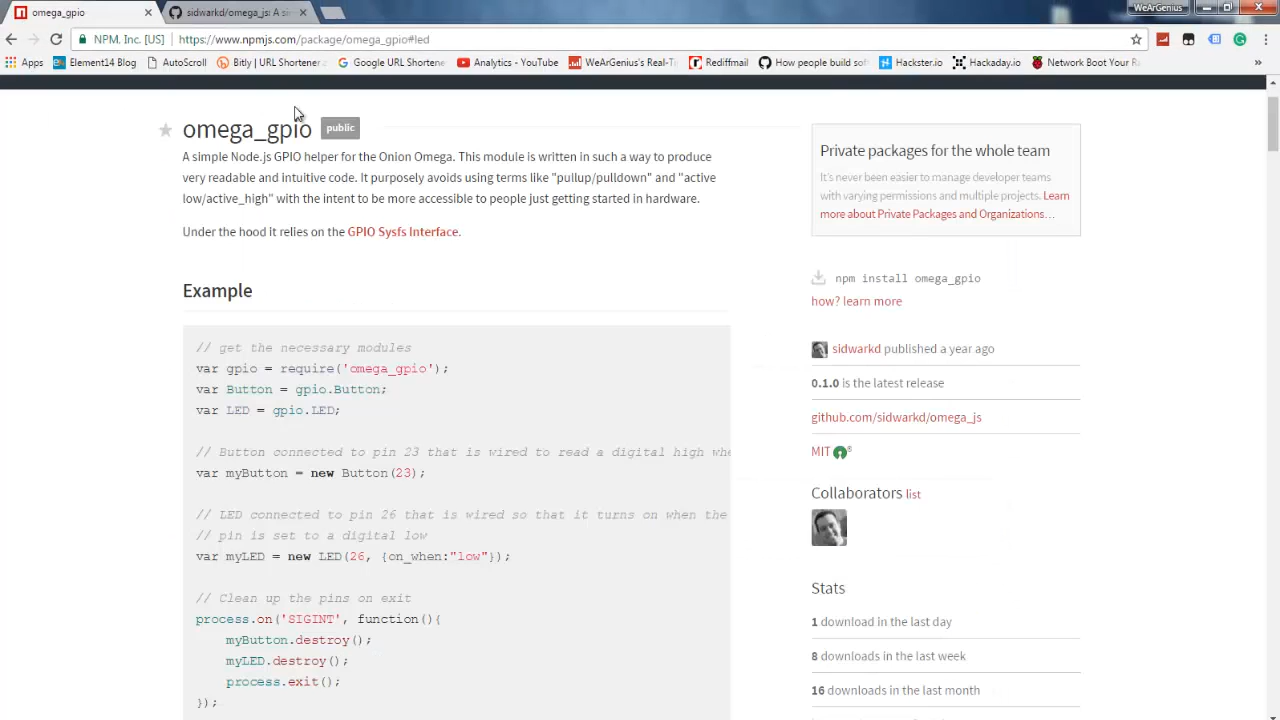 omega_gpio
sidwarkd/omega_js: A si
WeArGenius
NPM, Inc. [US]
https://www.npmjs.com/package/omega_gpio#led
Apps
Element14 Blog
AutoScroll
Bitly | URL Shortener
Google URL Shortene
Analytics - YouTube
WeArGenius's Real-Ti
Rediffmail
How people build sof
Hackster.io
Hackaday.io
Network Boot Your Ra
»
omega_gpio public
A simple Node.js GPIO helper for the Onion Omega. This module is written in such a way to produce
very readable and intuitive code. It purposely avoids using terms like "pullup/pulldown" and "active
low/active_high" with the intent to be more accessible to people just getting started in hardware.
Under the hood it relies on the GPIO Sysfs Interface.
Example
// get the necessary modules
var gpio = require('omega_gpio');
var Button = gpio.Button;
var LED = gpio.LED;
// Button connected to pin 23 that is wired to read a digital high whe
var myButton = new Button(23);
// LED connected to pin 26 that is wired so that it turns on when the
// pin is set to a digital low
var myLED = new LED(26, {on_when:"low"});
// Clean up the pins on exit
process.on('SIGINT', function(){
myButton.destroy();
myLED.destroy();
process.exit();
});
Private packages for the whole team
It's never been easier to manage developer teams
with varying permissions and multiple projects. Learn
more about Private Packages and Organizations…
npm install omega_gpio
how? learn more
sidwarkd published a year ago
0.1.0 is the latest release
github.com/sidwarkd/omega_js
MIT
Collaborators list
Stats
1 download in the last day
8 downloads in the last week
16 downloads in the last month